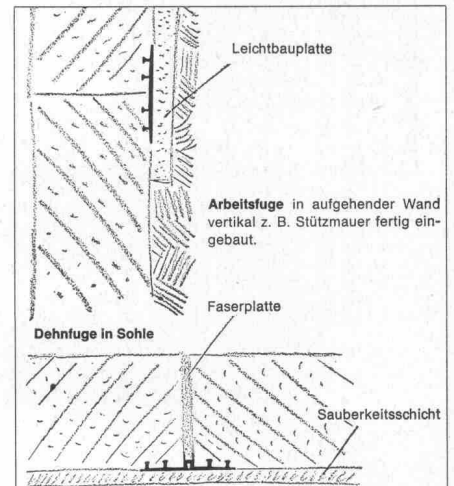 Leichtbauplatte
Arbeitsfuge in aufgehender Wand
vertikal z. B. Stützmauer fertig ein-
gebaut.
Dehnfuge in Sohle
Faserplatte
Sauberkeitsschicht